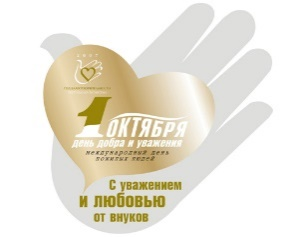 1 ОКТЯБРЯ
день добра и уважения
международный день
пожилых людей
С уважением
и любовью
от внуков